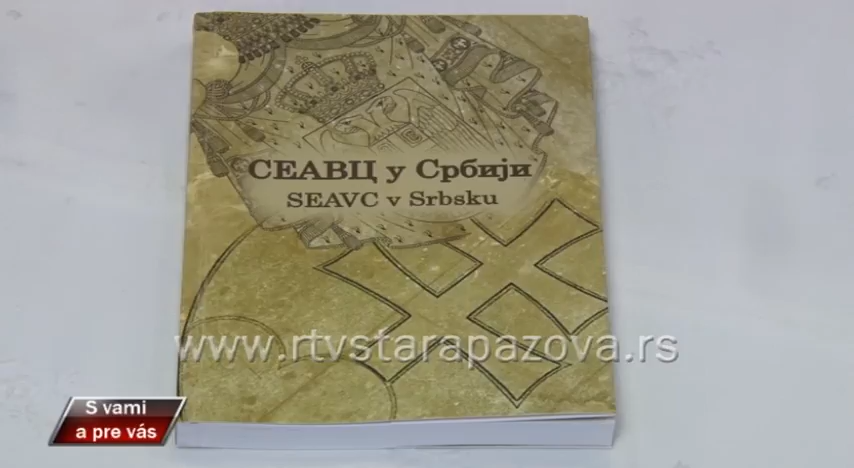 СЕАВЦ у Србији
SEAVC v Srbsku
www.rtvstarapazova.rs
S vami
a pre vás